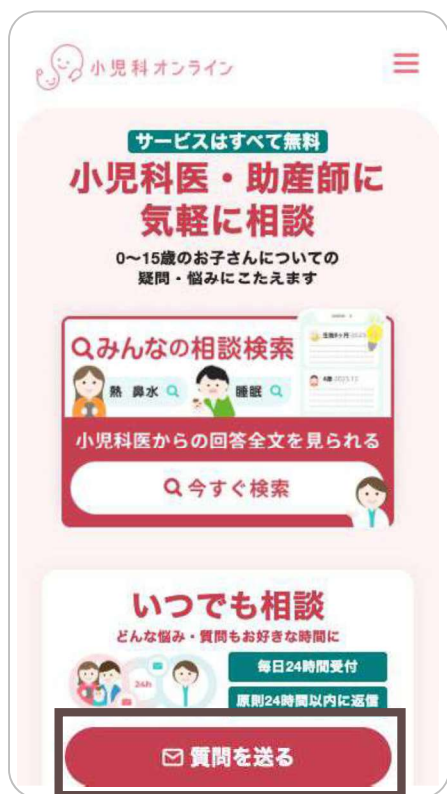 小児科オンライン
サービスはすべて無料
小児科医・助産師に
気軽に相談
0〜15歳のお子さんについての
疑問・悩みにこたえます
みんなの相談検索
熱 鼻水
睡眠
4歳 2023.12
小児科医からの回答全文を見られる
今すぐ検索
いつでも相談
どんな悩み・質問もお好きな時間に
24h
毎日24時間受付
原則24時間以内に返信
質問を送る